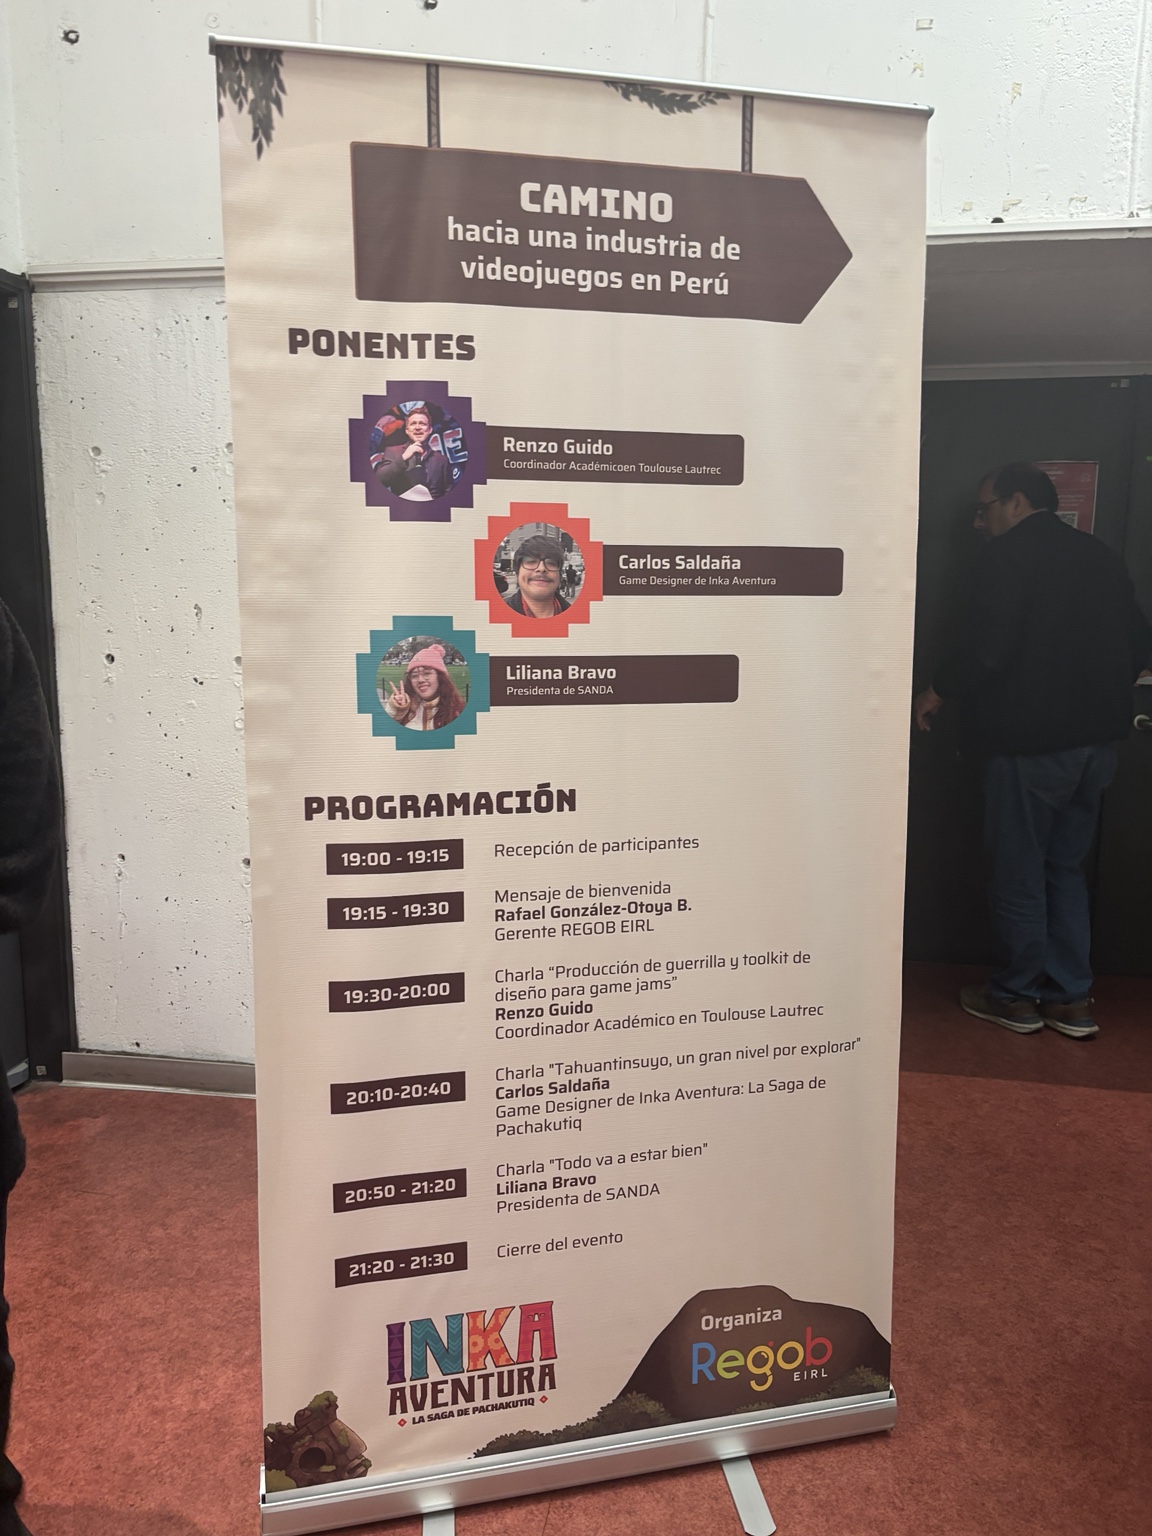 CAMINO
hacia una industria de
videojuegos en Perú
PONENTES
Renzo Guido
Coordinador Académicoen Toulouse Lautrec
Carlos Saldaña
Game Designer de Inka Aventura
Liliana Bravo
Presidenta de SANDA
PROGRAMACIÓN
19:00 - 19:15
Recepción de participantes
19:15 - 19:30
Mensaje de bienvenida
Rafael González-Otoya B.
Gerente REGOB EIRL
19:30-20:00
Charla “Producción de guerrilla y toolkit de
diseño para game jams”
Renzo Guido
Coordinador Académico en Toulouse Lautrec
20:10-20:40
Charla "Tahuantinsuyo, un gran nivel por explorar"
Carlos Saldaña
Game Designer de Inka Aventura: La Saga de
Pachakutiq
20:50 - 21:20
Charla "Todo va a estar bien"
Liliana Bravo
Presidenta de SANDA
21:20 - 21:30
Cierre del evento
INKA
AVENTURA
LA SAGA DE PACHAKUTIQ
Organiza
Regob
EIRL